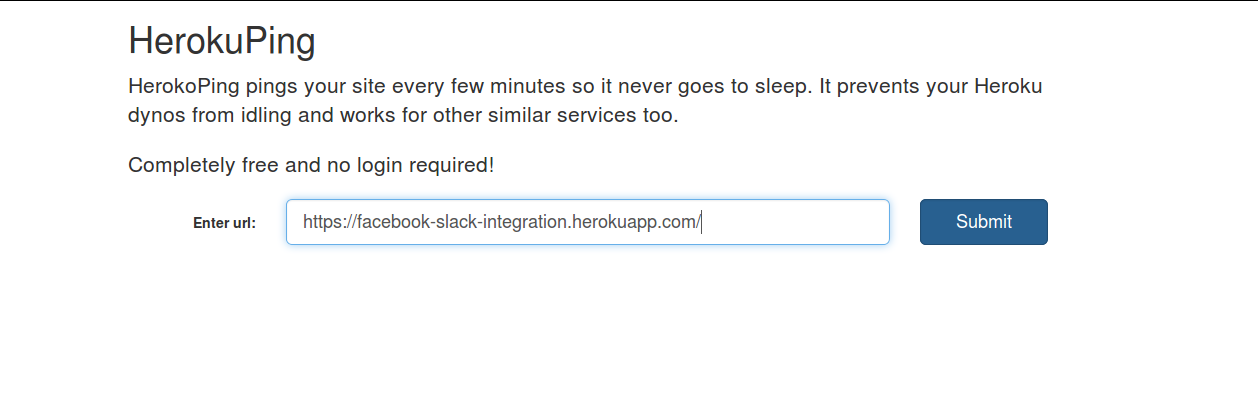 HerokuPing
HerokoPing pings your site every few minutes so it never goes to sleep. It prevents your Heroku
dynos from idling and works for other similar services too.
Completely free and no login required!
Enter url: https://facebook-slack-integration.herokuapp.com/ Submit